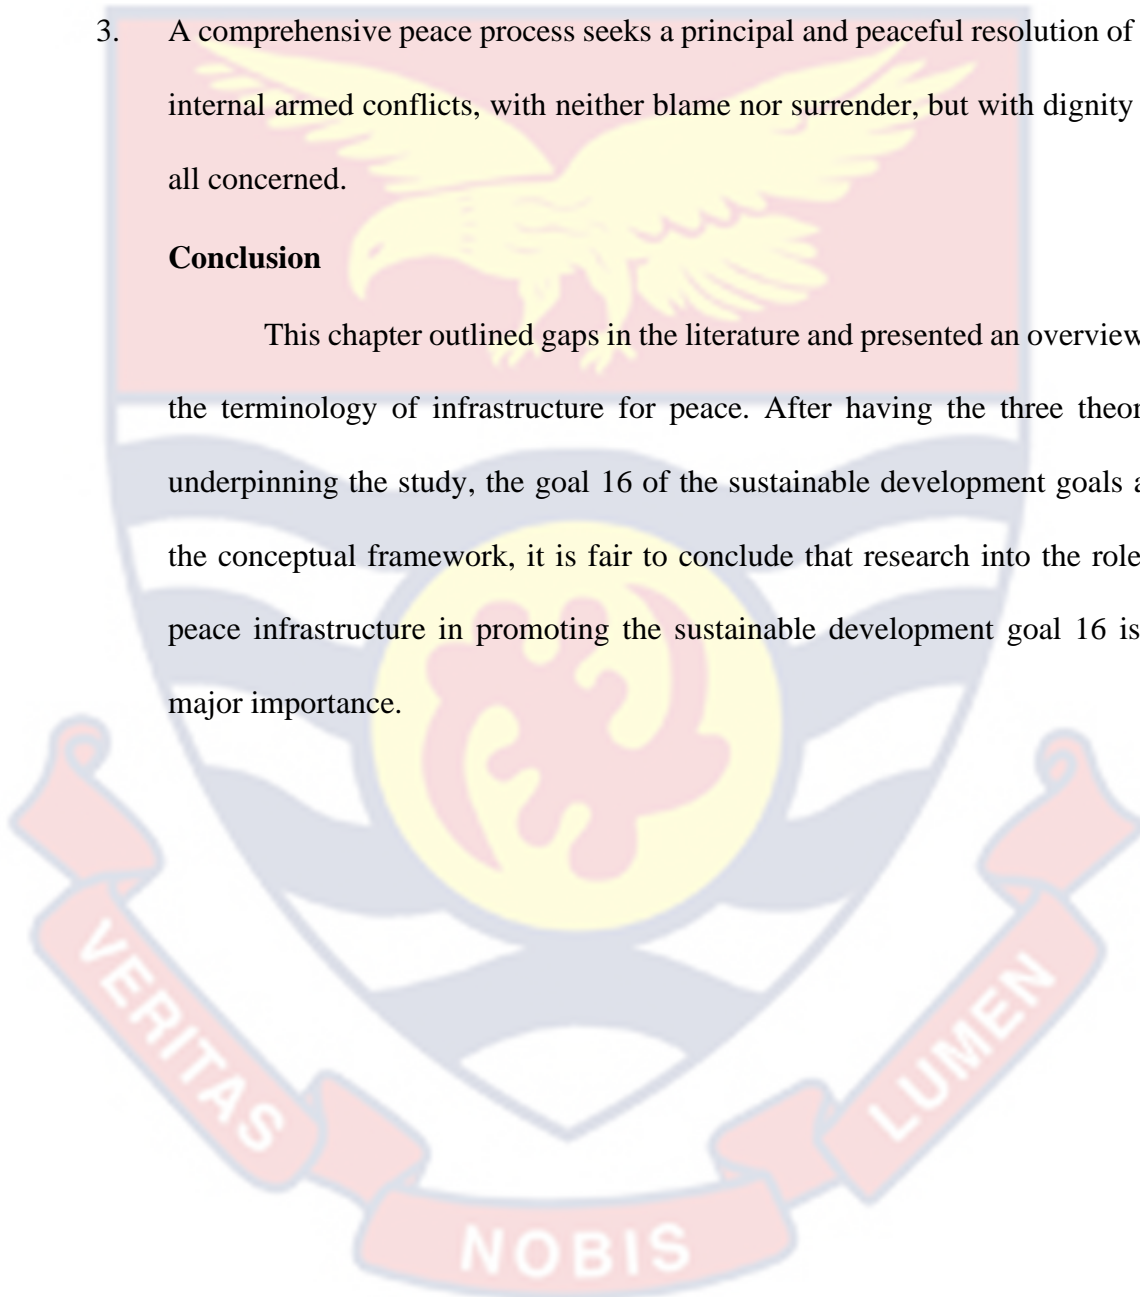 3. A comprehensive peace process seeks a principal and peaceful resolution of
internal armed conflicts, with neither blame nor surrender, but with dignity
all concerned.
Conclusion
This chapter outlined gaps in the literature and presented an overview
the terminology of infrastructure for peace. After having the three theor
underpinning the study, the goal 16 of the sustainable development goals a
the conceptual framework, it is fair to conclude that research into the role
peace infrastructure in promoting the sustainable development goal 16 is
major importance.
VERITAS
NOBIS
LUMEN